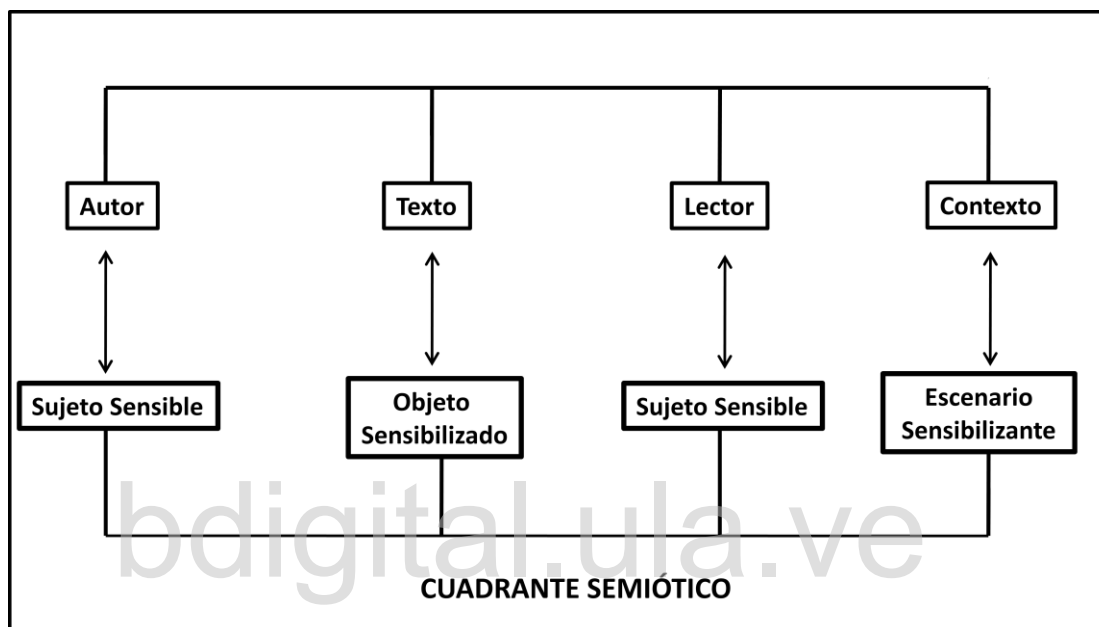 Autor
Texto
Lector
Contexto
Sujeto Sensible
Objeto
Sensibilizado
Sujeto Sensible
Escenario
Sensibilizante
bdigital.ula.ve
CUADRANTE SEMIÓTICO